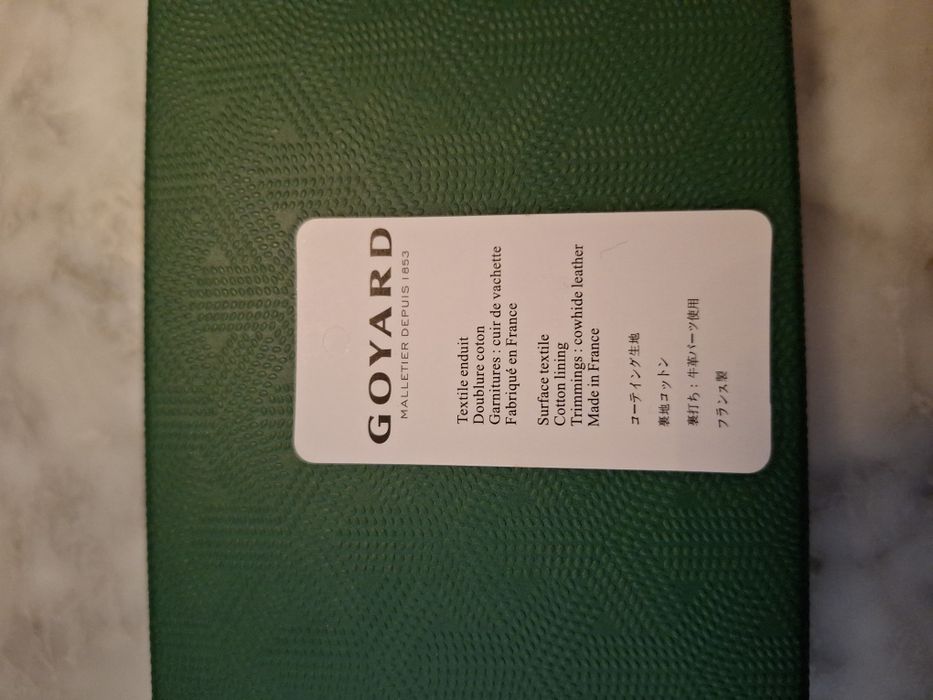 GOYARD
MALLETIER DEPUIS 1853
Textile enduit
Doublure coton
Garnitures : cuir de vachette
Fabriqué en France
Surface textile
Cotton lining
Trimmings : cowhide leather
Made in France
コーティング生地
裏地コットン
裏打ち：牛革パーツ使用
フランス製